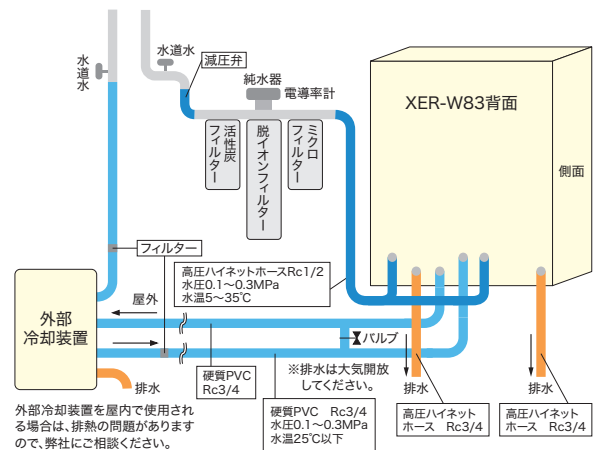 水道水
水道水
減圧弁
純水器
電導率計
活性炭
フィルター
脱イオンフィルター
ミクロ
フィルター
XER-W83背面
側面
フィルター
高圧ハイネットホースRc1/2
水圧0.1〜0.3MPa
水温5〜35℃
屋外
外部
冷却装置
バルブ
硬質PVC
Rc3/4
※排水は大気開放
してください。
排水
排水
排水
硬質PVC Rc3/4
水圧0.1〜0.3MPa
水温25℃以下
高圧ハイネット
ホース Rc3/4
高圧ハイネット
ホース Rc3/4
外部冷却装置を屋内で使用され
る場合は、排熱の問題があります
ので、弊社にご相談ください。